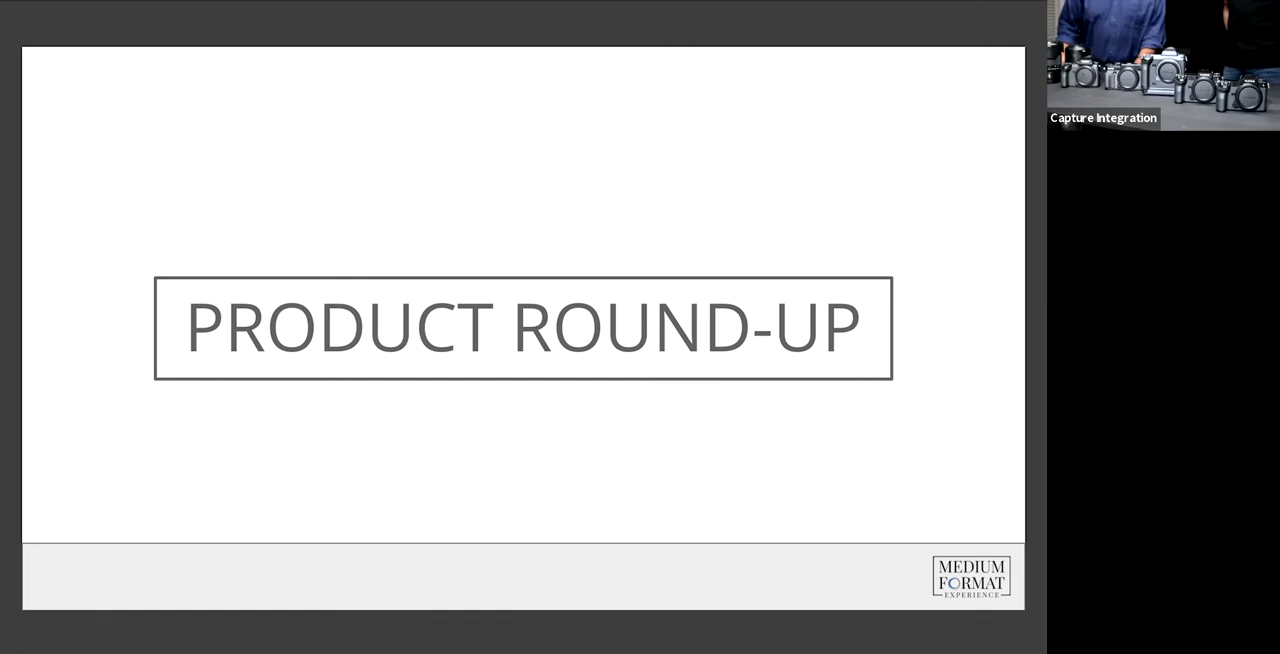 PRODUCT ROUND-UP
MEDIUM
FORMAT
EXPERIENCE
Capture Integration